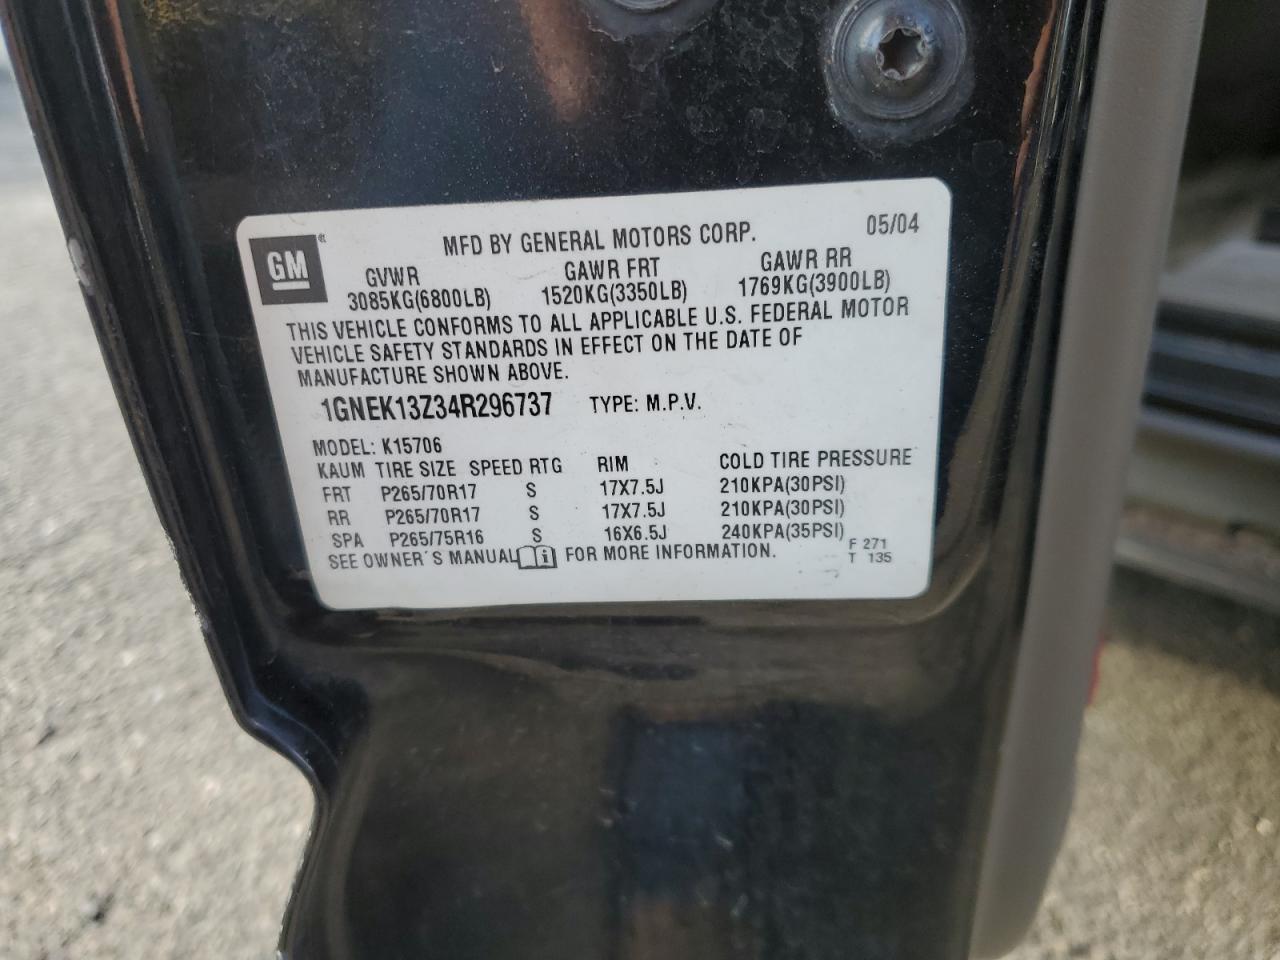 GM
MFD BY GENERAL MOTORS CORP. 05/04
GVWR GAWR FRT GAWR RR
3085KG(6800LB) 1520KG(3350LB) 1769KG(3900LB)
THIS VEHICLE CONFORMS TO ALL APPLICABLE U.S. FEDERAL MOTOR
VEHICLE SAFETY STANDARDS IN EFFECT ON THE DATE OF
MANUFACTURE SHOWN ABOVE.
1GNEK13Z34R296737 TYPE: M.P.V.
MODEL: K15706
KAUM TIRE SIZE SPEED RTG RIM COLD TIRE PRESSURE
FRT P265/70R17 S 17X7.5J 210KPA(30PSI)
RR P265/70R17 S 17X7.5J 210KPA(30PSI)
SPA P265/75R16 S 16X6.5J 240KPA(35PSI)
SEE OWNER'S MANUAL i FOR MORE INFORMATION.
F 271
T 135